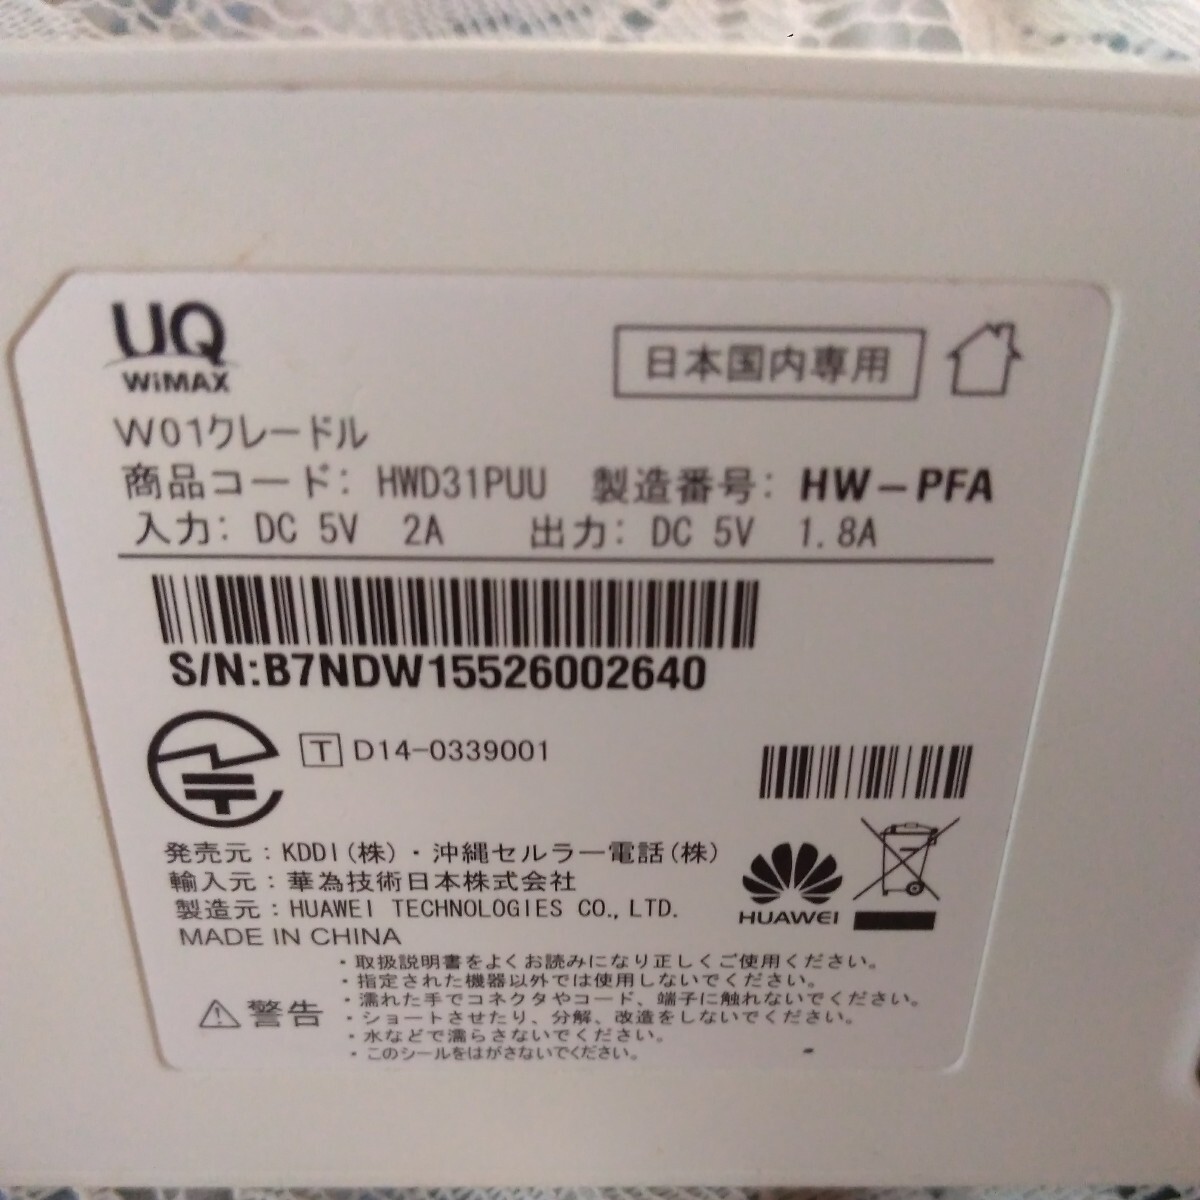 UQ
WiMAX
日本国内専用
W01クレードル
商品コード: HWD31PUU 製造番号: HW-PFA
入力: DC 5V 2A 出力: DC 5V 1.8A
S/N:B7NDW15526002640
T D14-0339001
発売元：KDDI(株)・沖縄セルラー電話(株)
輸入元：華為技術日本株式会社
製造元：HUAWEI TECHNOLOGIES CO.,LTD.
HUAWEI
MADE IN CHINA
警告
・取扱説明書をよくお読みになり正しくご使用ください。
・指定された機器以外では使用しないでください。
・濡れた手でコネクタやコード、端子に触れないでください。
・ショートさせたり、分解、改造をしないでください。
・水などで濡らさないでください。
・このシールをはがさないでください。